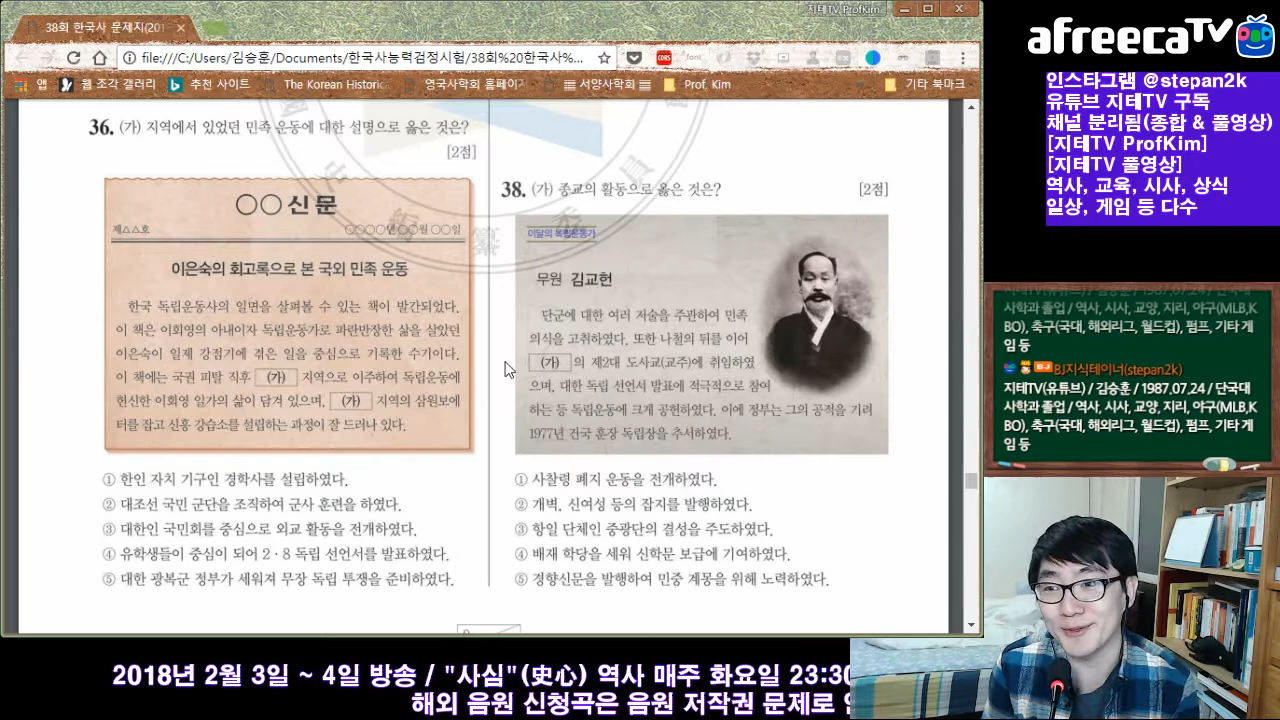 지테TV ProfKim
38회 한국사 문제지(201
file:///C:/Users/김승훈/Documents/한국사능력검정시험/38회%20한국사%...
앱
웹 조각 갤러리
추천 사이트
The Korean Historic
영국사학회 홈페이지
서양사학회
Prof. Kim
기타 북마크
36. (가) 지역에서 있었던 민족 운동에 대한 설명으로 옳은 것은?
[2점]
○○신문
제△△호
○○○○년○○월 ○○일
이은숙의 회고록으로 본 국외 민족 운동
한국 독립운동사의 일면을 살펴볼 수 있는 책이 발간되었다.
이 책은 이회영의 아내이자 독립운동가로 파란만장한 삶을 살았던
이은숙이 일제 강점기에 겪은 일을 중심으로 기록한 수기이다.
이 책에는 국권 피탈 직후 (가) 지역으로 이주하여 독립운동에
헌신한 이회영 일가의 삶이 담겨 있으며, (가) 지역의 삼원보에
터를 잡고 신흥 강습소를 설립하는 과정이 잘 드러나 있다.
① 한인 자치 기구인 경학사를 설립하였다.
② 대조선 국민 군단을 조직하여 군사 훈련을 하였다.
③ 대한인 국민회를 중심으로 외교 활동을 전개하였다.
④ 유학생들이 중심이 되어 2·8 독립 선언서를 발표하였다.
⑤ 대한 광복군 정부가 세워져 무장 독립 투쟁을 준비하였다.
38. (가) 종교의 활동으로 옳은 것은?
[2점]
이달의 독립운동가
무원 김교헌
단군에 대한 여러 저술을 주관하여 민족
의식을 고취하였다. 또한 나철의 뒤를 이어
(가) 의 제2대 도사교(교주)에 취임하였
으며, 대한 독립 선언서 발표에 적극적으로 참여
하는 등 독립운동에 크게 공헌하였다. 이에 정부는 그의 공적을 기려
1977년 건국 훈장 독립장을 추서하였다.
① 사찰령 폐지 운동을 전개하였다.
② 개벽, 신여성 등의 잡지를 발행하였다.
③ 항일 단체인 중광단의 결성을 주도하였다.
④ 배재 학당을 세워 신학문 보급에 기여하였다.
⑤ 경향신문을 발행하여 민중 계몽을 위해 노력하였다.
afreecaTV
인스타그램 @stepan2k
유튜브 지테TV 구독
채널 분리됨(종합 & 풀영상)
[지테TV ProfKim]
[지테TV 풀영상]
역사, 교육, 시사, 상식
일상, 게임 등 다수
사학과 졸업 / 역사, 시사, 교양, 지리, 야구(MLB,K
BO), 축구(국대, 해외리그, 월드컵), 펌프, 기타 게
임 등
BJ지식테이너(stepan2k)
지테TV(유튜브) / 김승훈 / 1987.07.24 / 단국대
사학과 졸업 / 역사, 시사, 교양, 지리, 야구(MLB,K
BO), 축구(국대, 해외리그, 월드컵), 펌프, 기타 게
임 등
2018년 2월 3일 ~ 4일 방송 / "사심"(史心) 역사 매주 화요일 23:30
해외 음원 신청곡은 음원 저작권 문제로